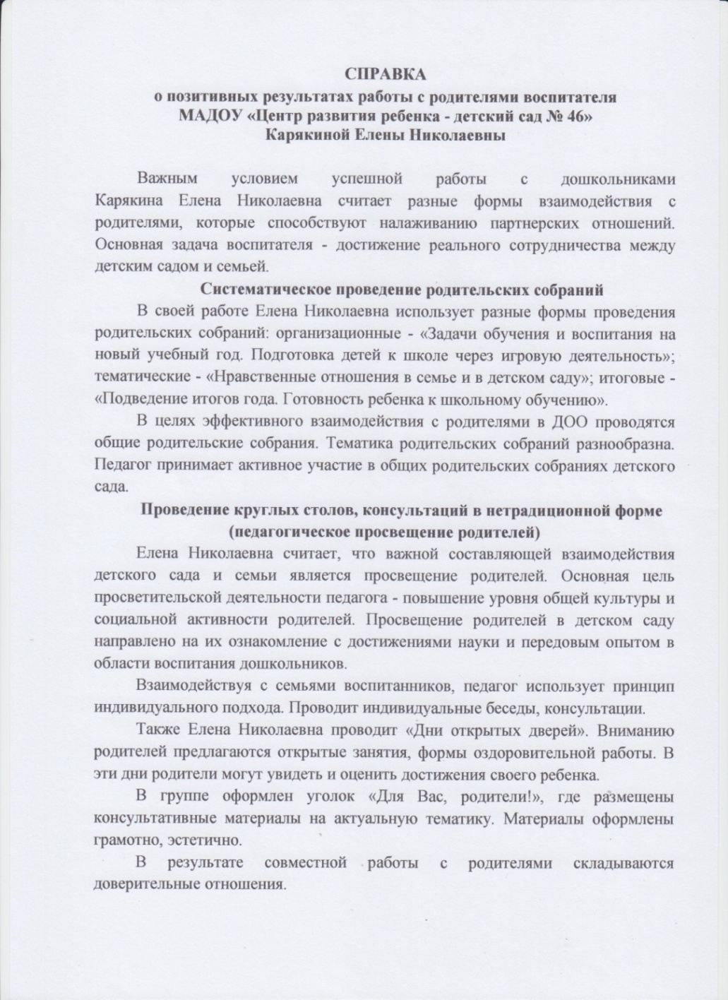 СПРАВКА
о позитивных результатах работы с родителями воспитателя
МАДОУ «Центр развития ребенка - детский сад № 46»
Карякиной Елены Николаевны
Важным условием успешной работы с дошкольниками
Карякина Елена Николаевна считает разные формы взаимодействия с
родителями, которые способствуют налаживанию партнерских отношений.
Основная задача воспитателя - достижение реального сотрудничества между
детским садом и семьей.
Систематическое проведение родительских собраний
В своей работе Елена Николаевна использует разные формы проведения
родительских собраний: организационные - «Задачи обучения и воспитания на
новый учебный год. Подготовка детей к школе через игровую деятельность»;
тематические - «Нравственные отношения в семье и в детском саду»; итоговые -
«Подведение итогов года. Готовность ребенка к школьному обучению».
В целях эффективного взаимодействия с родителями в ДОО проводятся
общие родительские собрания. Тематика родительских собраний разнообразна.
Педагог принимает активное участие в общих родительских собраниях детского
сада.
Проведение круглых столов, консультаций в нетрадиционной форме
(педагогическое просвещение родителей)
Елена Николаевна считает, что важной составляющей взаимодействия
детского сада и семьи является просвещение родителей. Основная цель
просветительской деятельности педагога - повышение уровня общей культуры и
социальной активности родителей. Просвещение родителей в детском саду
направлено на их ознакомление с достижениями науки и передовым опытом в
области воспитания дошкольников.
Взаимодействуя с семьями воспитанников, педагог использует принцип
индивидуального подхода. Проводит индивидуальные беседы, консультации.
Также Елена Николаевна проводит «Дни открытых дверей». Вниманию
родителей предлагаются открытые занятия, формы оздоровительной работы. В
эти дни родители могут увидеть и оценить достижения своего ребенка.
В группе оформлен уголок «Для Вас, родители!», где размещены
консультативные материалы на актуальную тематику. Материалы оформлены
грамотно, эстетично.
В результате совместной работы с родителями складываются
доверительные отношения.